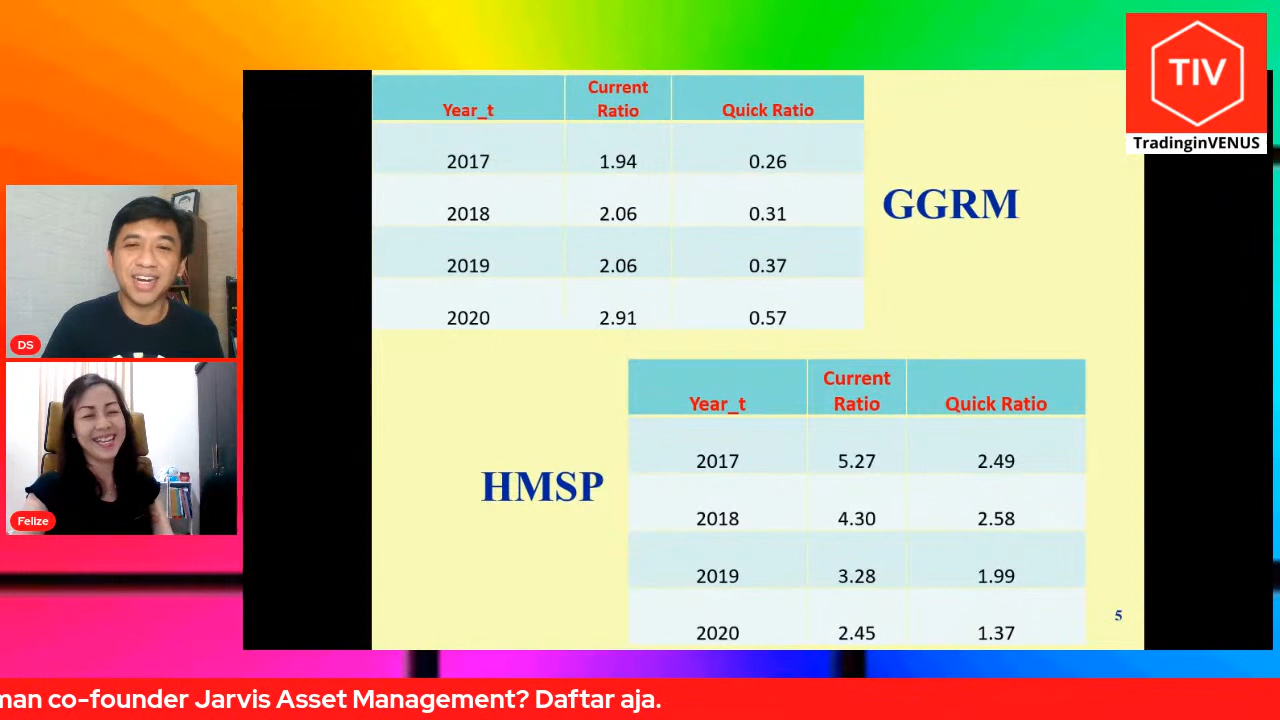 TIV
TradinginVENUS
Year_t Current Ratio Quick Ratio
2017 1.94 0.26
2018 2.06 0.31
2019 2.06 0.37
2020 2.91 0.57
GGRM
HMSP
Year_t Current Ratio Quick Ratio
2017 5.27 2.49
2018 4.30 2.58
2019 3.28 1.99
2020 2.45 1.37
5
DS
Felize
man co-founder Jarvis Asset Management? Daftar aja.